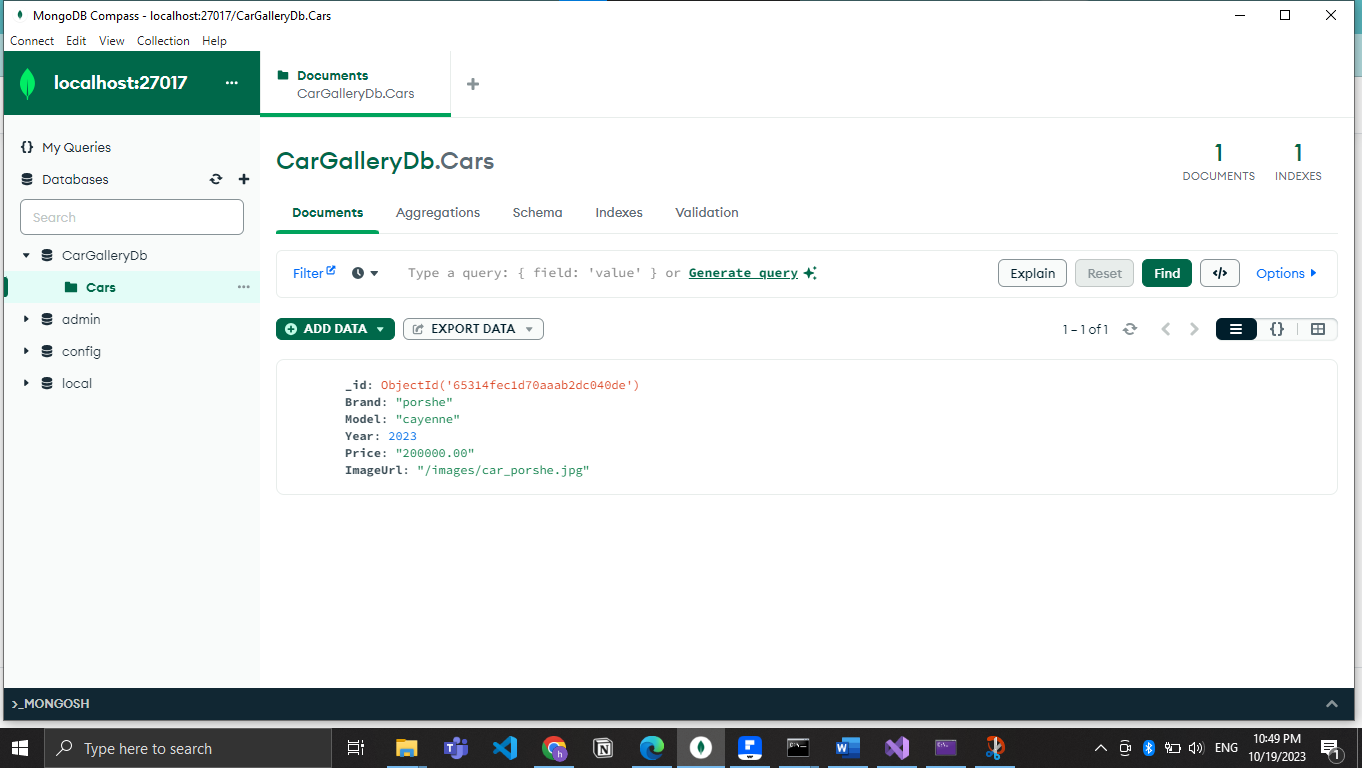 MongoDB Compass - localhost:27017/CarGalleryDb.Cars
Connect Edit View Collection Help
localhost:27017
Documents
CarGalleryDb.Cars
My Queries
Databases
Search
CarGalleryDb
Cars
admin
config
local
CarGalleryDb.Cars
1
DOCUMENTS
1
INDEXES
Documents Aggregations Schema Indexes Validation
Filter Type a query: { field: 'value' } or Generate query Explain Reset Find </> Options
ADD DATA EXPORT DATA 1 – 1 of 1 {}
_id: ObjectId('65314fec1d70aaab2dc040de')
Brand: "porshe"
Model: "cayenne"
Year: 2023
Price: "200000.00"
ImageUrl: "/images/car_porshe.jpg"
>_MONGOSH
Type here to search
ENG
10:49 PM
10/19/2023
1